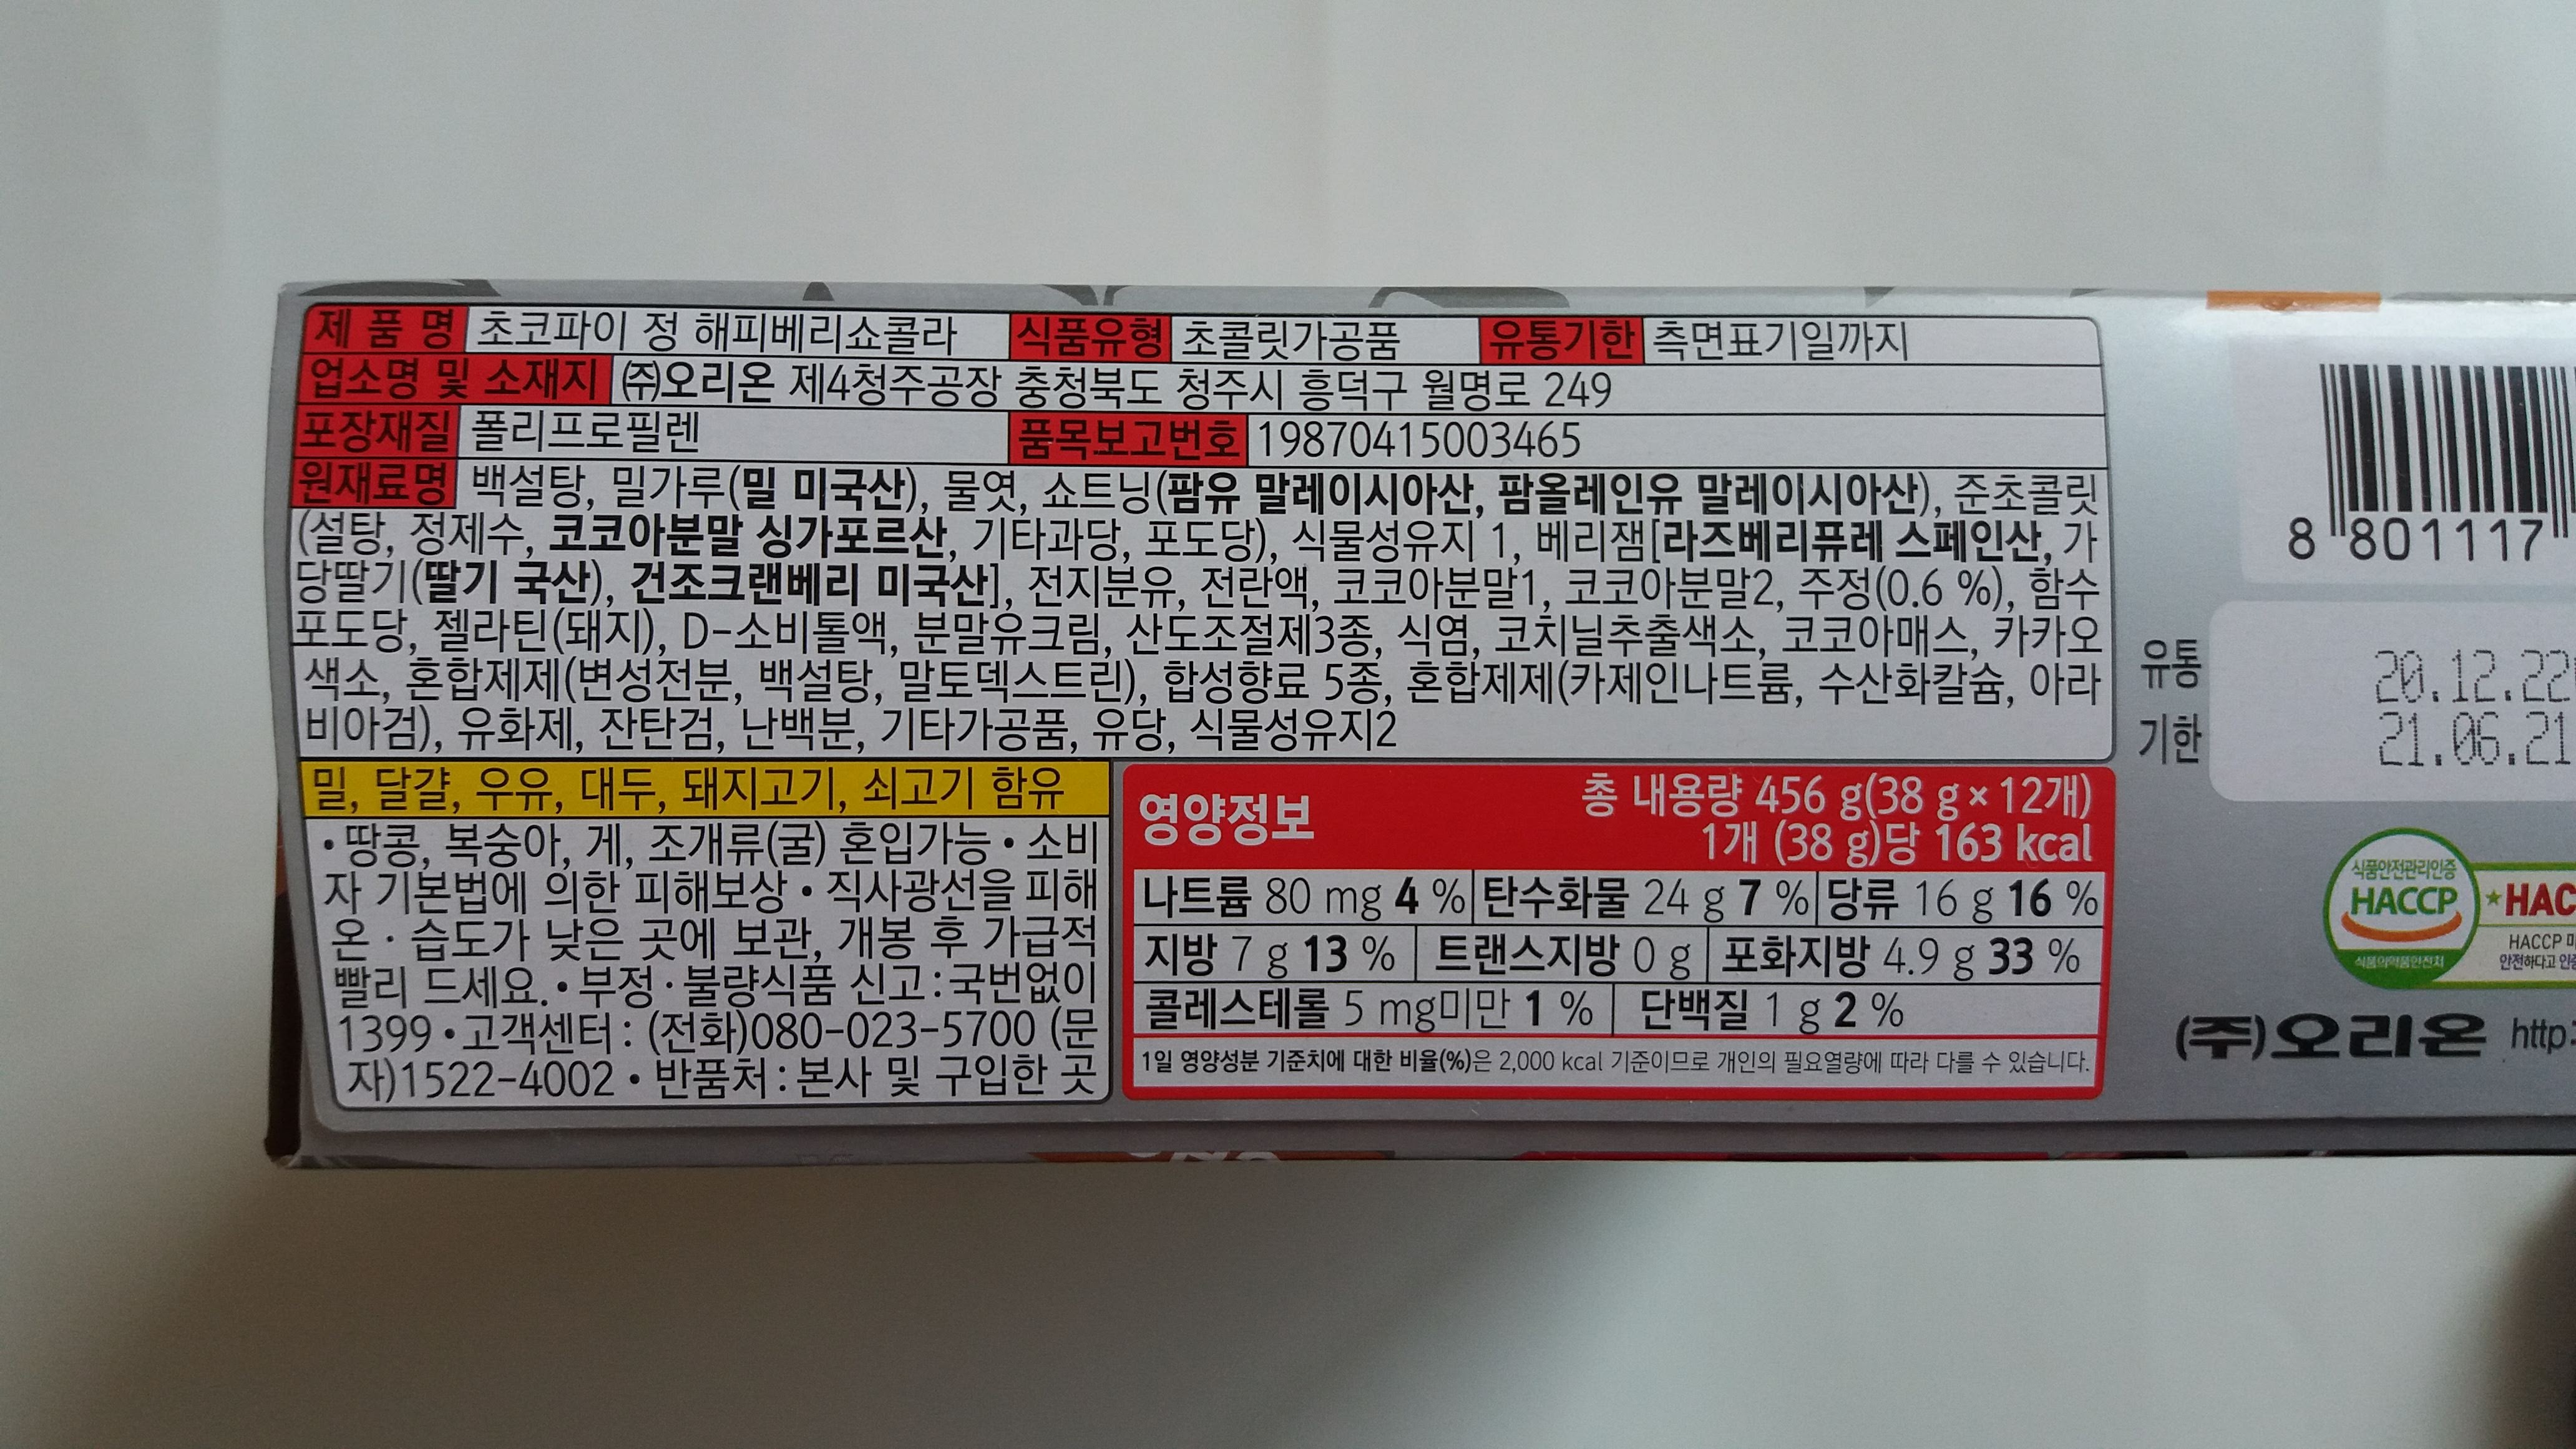 제 품 명 초코파이 정 해피베리쇼콜라 식품유형 초콜릿가공품 유통기한 측면표기일까지
업소명 및 소재지 ㈜오리온 제4청주공장 충청북도 청주시 흥덕구 월명로 249
포장재질 폴리프로필렌 품목보고번호 19870415003465
원재료명 백설탕, 밀가루(밀 미국산), 물엿, 쇼트닝(팜유 말레이시아산, 팜올레인유 말레이시아산), 준초콜릿
(설탕, 정제수, 코코아분말 싱가포르산, 기타과당, 포도당), 식물성유지 1, 베리잼[라즈베리퓨레 스페인산, 가
당딸기(딸기 국산), 건조크랜베리 미국산], 전지분유, 전란액, 코코아분말1, 코코아분말2, 주정(0.6 %), 함수
포도당, 젤라틴(돼지), D-소비톨액, 분말유크림, 산도조절제3종, 식염, 코치닐추출색소, 코코아매스, 카카오
색소, 혼합제제(변성전분, 백설탕, 말토덱스트린), 합성향료 5종, 혼합제제(카제인나트륨, 수산화칼슘, 아라
비아검), 유화제, 잔탄검, 난백분, 기타가공품, 유당, 식물성유지2
밀, 달걀, 우유, 대두, 돼지고기, 쇠고기 함유
• 땅콩, 복숭아, 게, 조개류(굴) 혼입가능 • 소비
자 기본법에 의한 피해보상 • 직사광선을 피해
온 · 습도가 낮은 곳에 보관, 개봉 후 가급적
빨리 드세요. • 부정 · 불량식품 신고 : 국번없이
1399 • 고객센터 : (전화)080-023-5700 (문
자)1522-4002 • 반품처 : 본사 및 구입한 곳
영양정보
총 내용량 456 g(38 g × 12개)
1개 (38 g)당 163 kcal
나트륨 80 mg 4 % 탄수화물 24 g 7 % 당류 16 g 16 %
지방 7 g 13 % 트랜스지방 0 g 포화지방 4.9 g 33 %
콜레스테롤 5 mg미만 1 % 단백질 1 g 2 %
1일 영양성분 기준치에 대한 비율(%)은 2,000 kcal 기준이므로 개인의 필요열량에 따라 다를 수 있습니다.
8 801117
유통
기한
20.12.22
21.06.21
식품안전관리인증
HACCP
식품의약품안전처
★HAC
HACCP
안전하다고
(주)오리온 http